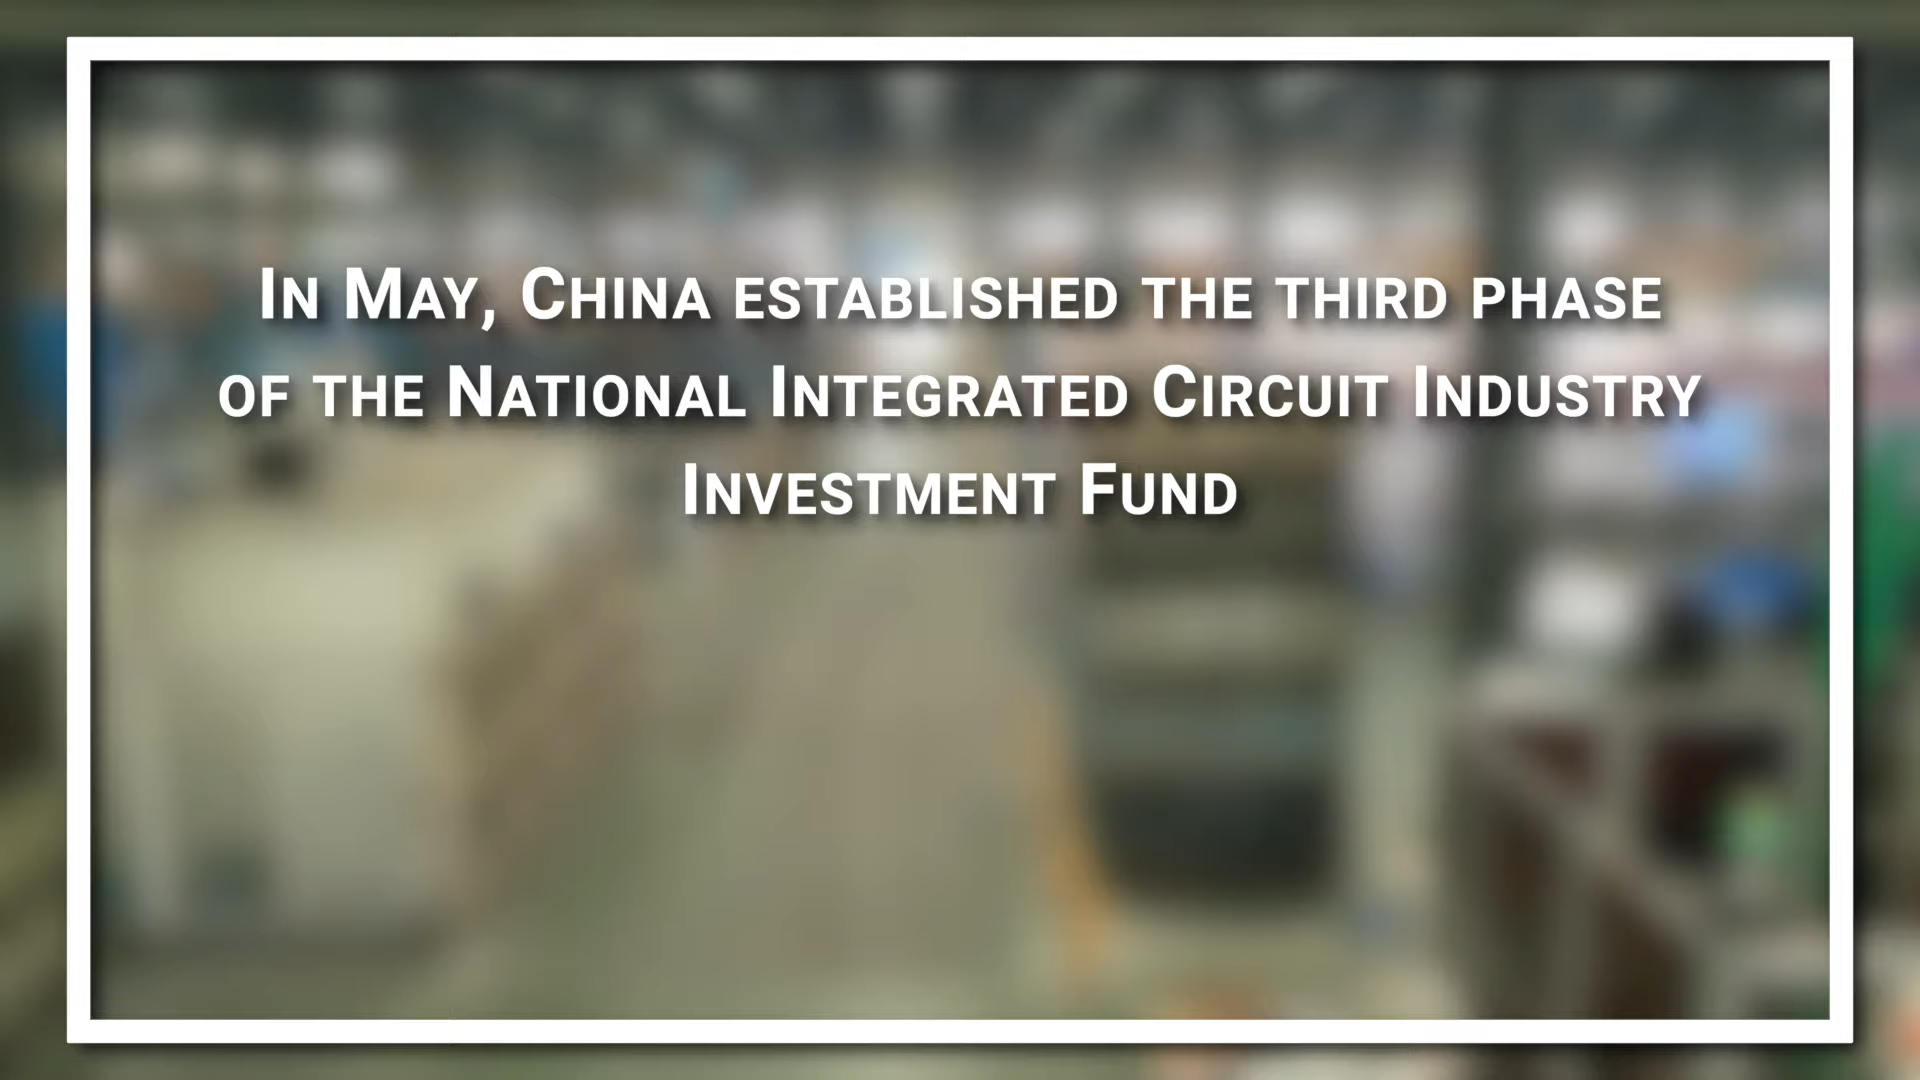 In May, China established the third phase
of the National Integrated Circuit Industry
Investment Fund